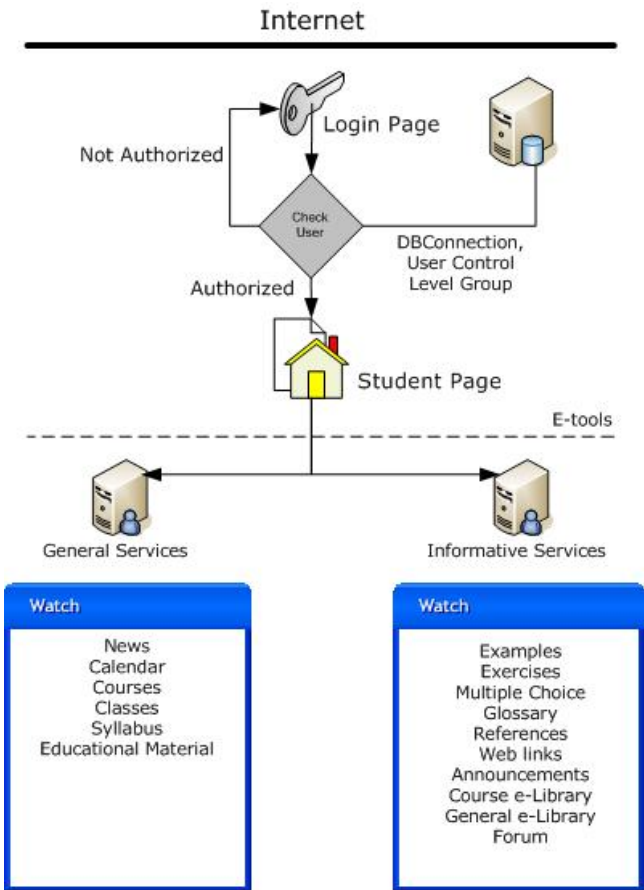 Internet
Login Page
Not Authorized
Check
User
DBConnection,
User Control
Level Group
Authorized
Student Page
E-tools
General Services
Informative Services
Watch
News
Calendar
Courses
Classes
Syllabus
Educational Material
Watch
Examples
Exercises
Multiple Choice
Glossary
References
Web links
Announcements
Course e-Library
General e-Library
Forum